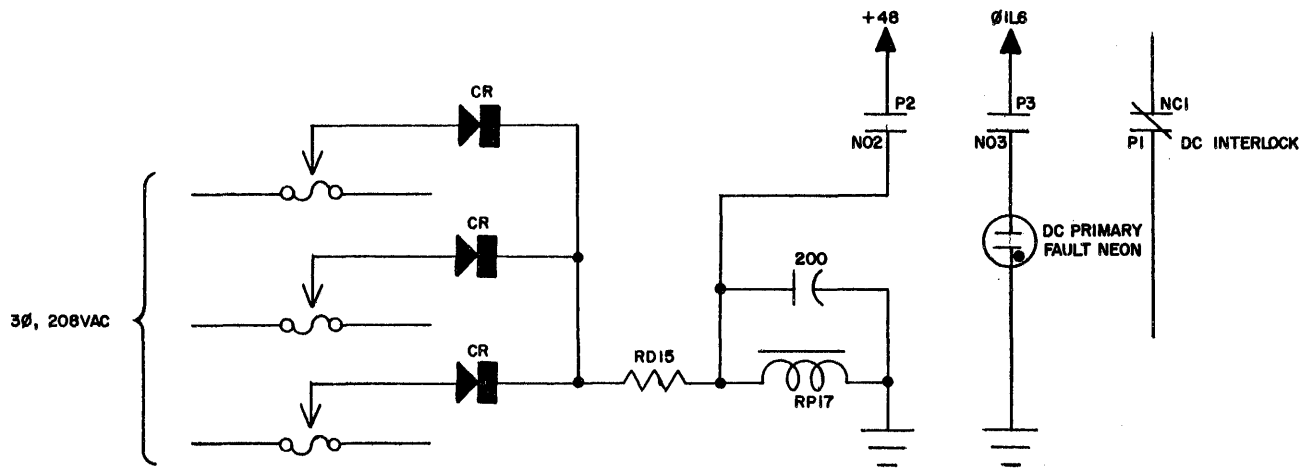 +48
Ø1L6
CR
P2
P3
NC1
NO2
NO3
P1
DC INTERLOCK
CR
DC PRIMARY
FAULT NEON
200
3Ø, 208VAC
CR
RD15
RP17